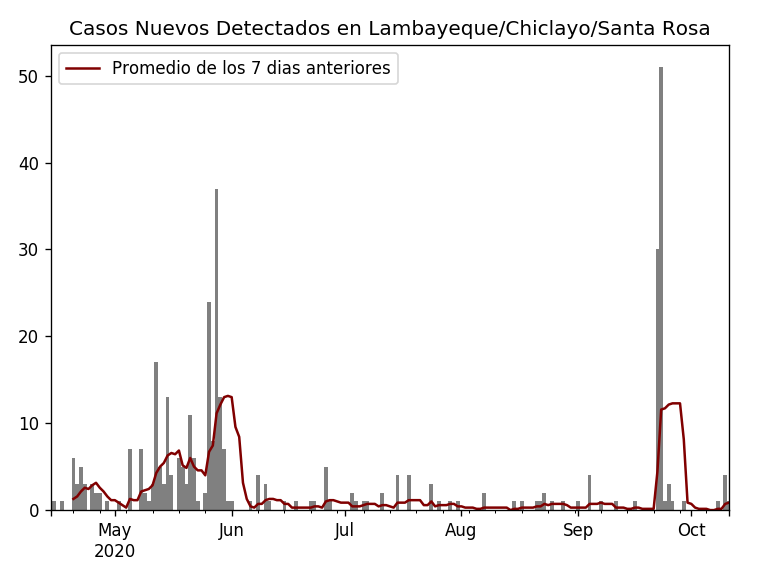 Casos Nuevos Detectados en Lambayeque/Chiclayo/Santa Rosa
Promedio de los 7 dias anteriores
50
40
30
20
10
0
May Jun Jul Aug Sep Oct
2020